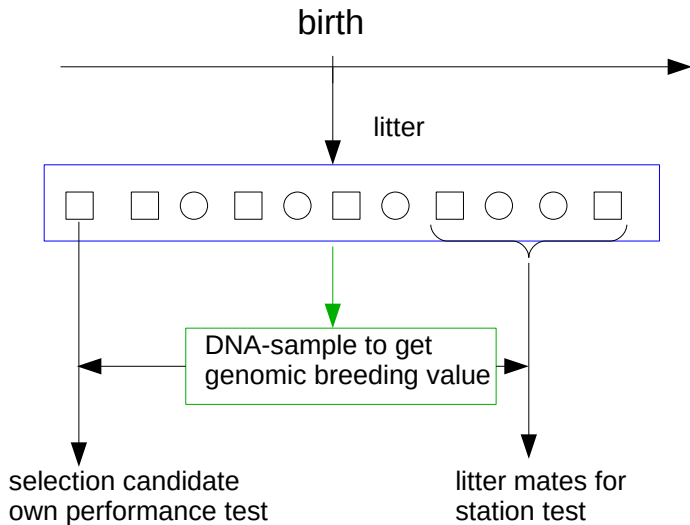 birth
litter
DNA-sample to get
genomic breeding value
selection candidate
own performance test
litter mates for
station test